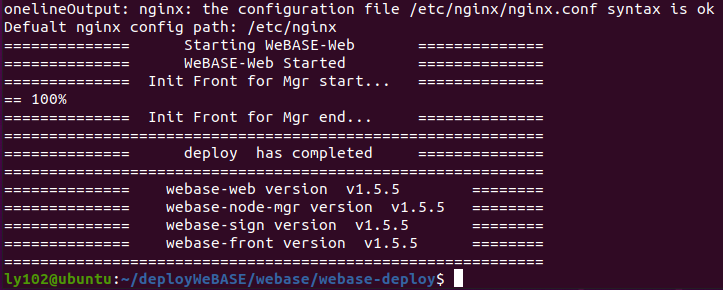 onelineOutput: nginx: the configuration file /etc/nginx/nginx.conf syntax is ok
Defualt nginx config path: /etc/nginx
==============      Starting WeBASE-Web       ==============
==============      WeBASE-Web Started        ==============
==============  Init Front for Mgr start...   ==============
== 100%
==============  Init Front for Mgr end...     ==============
============================================================
==============      deploy  has completed     ==============
============================================================
==============    webase-web version  v1.5.5        ========
==============    webase-node-mgr version  v1.5.5   ========
==============    webase-sign version  v1.5.5       ========
==============    webase-front version  v1.5.5      ========
============================================================
ly102@ubuntu:~/deployWeBASE/webase/webase-deploy$